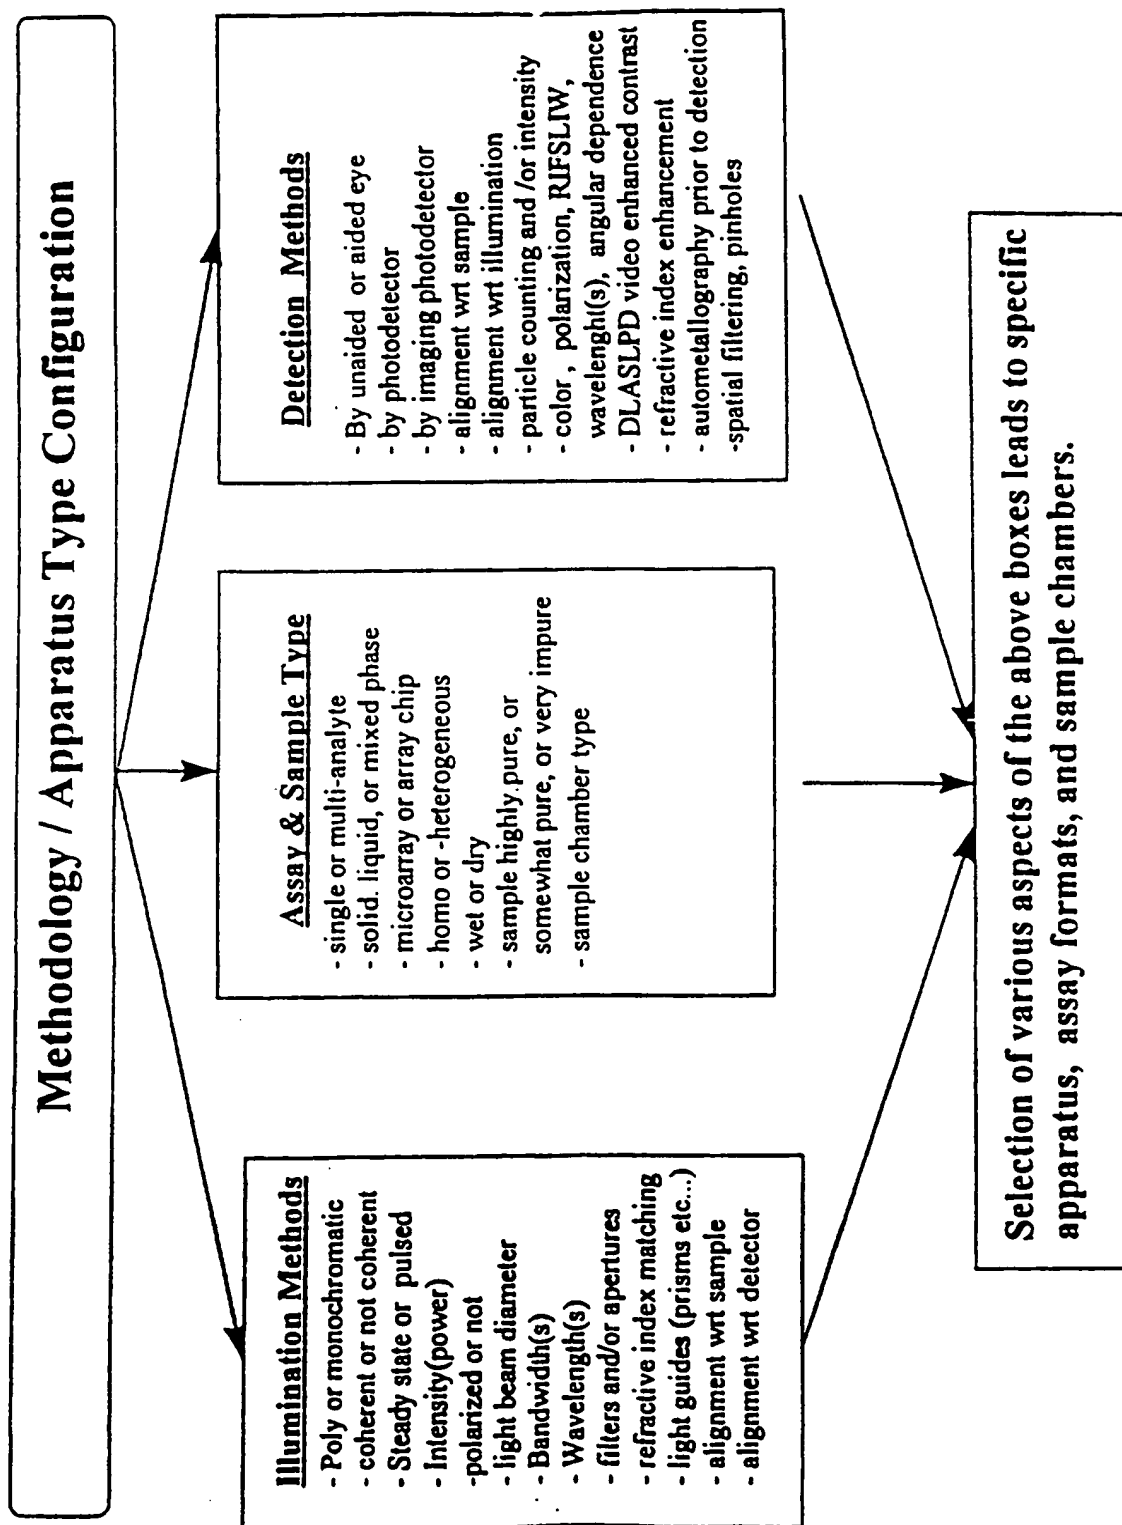 Methodology / Apparatus Type Configuration
Illumination Methods
- Poly or monochromatic
- coherent or not coherent
- Steady state or pulsed
- Intensity(power)
-polarized or not
- light beam diameter
- Bandwidth(s)
- Wavelength(s)
- filters and/or apertures
- refractive index matching
- light guides (prisms etc...)
- alignment wrt sample
- alignment wrt detector
Assay & Sample Type
- single or multi-analyte
- solid. liquid, or mixed phase
- microarray or array chip
- homo or -heterogeneous
- wet or dry
- sample highly.pure, or
somewhat pure, or very impure
- sample chamber type
Detection Methods
- By unaided or aided eye
- by photodetector
- by imaging photodetector
- alignment wrt sample
- alignment wrt illumination
- particle counting and /or intensity
- color , polarization, RIFSLIW,
wavelenght(s), angular dependence
- DLASLPD video enhanced contrast
- refractive index enhancement
- autometallography prior to detection
-spatial filtering, pinholes
Selection of various aspects of the above boxes leads to specific
apparatus, assay formats, and sample chambers.